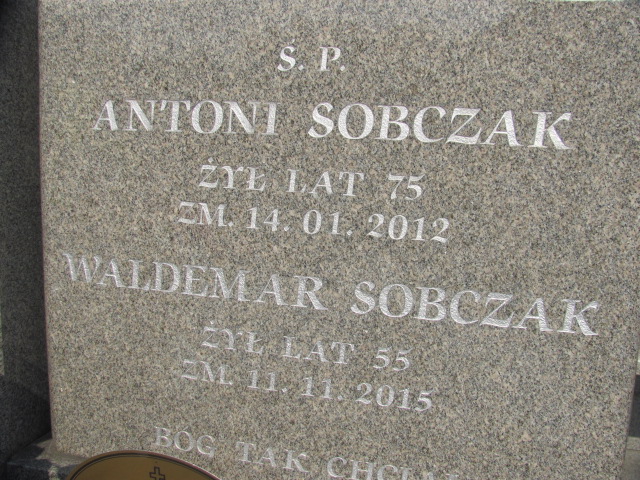 Ś. P.
ANTONI SOBCZAK
ŻYŁ LAT 75
ZM. 14. 01. 2012
WALDEMAR SOBCZAK
ŻYŁ LAT 55
ZM. 11. 11. 2015
BÓG TAK CHCIAŁ